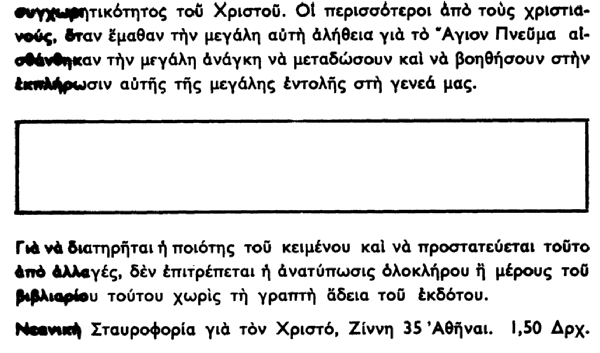 συγχωρητικότητος τοῦ Χριστοῦ. Οἱ περισσότεροι ἀπὸ τοὺς χριστια-
νούς, ὅταν ἔμαθαν τὴν μεγάλη αὐτὴ ἀλήθεια γιὰ τὸ Ἅγιον Πνεῦμα αἰ-
σθάνθηκαν τὴν μεγάλη ἀνάγκη νὰ μεταδώσουν καὶ νὰ βοηθήσουν στὴν
ἐκπλήρωσιν αὐτῆς τῆς μεγάλης ἐντολῆς στὴ γενεά μας.
Γιὰ νὰ διατηρῆται ἡ ποιότης τοῦ κειμένου καὶ νὰ προστατεύεται τοῦτο
ἀπὸ ἀλλαγές, δὲν ἐπιτρέπεται ἡ ἀνατύπωσις ὁλοκλήρου ἢ μέρους τοῦ
βιβλιαρίου τούτου χωρὶς τὴ γραπτὴ ἄδεια τοῦ ἐκδότου.
Νεανικὴ Σταυροφορία γιὰ τὸν Χριστό, Ζίννη 35 Ἀθῆναι. 1,50 Δρχ.